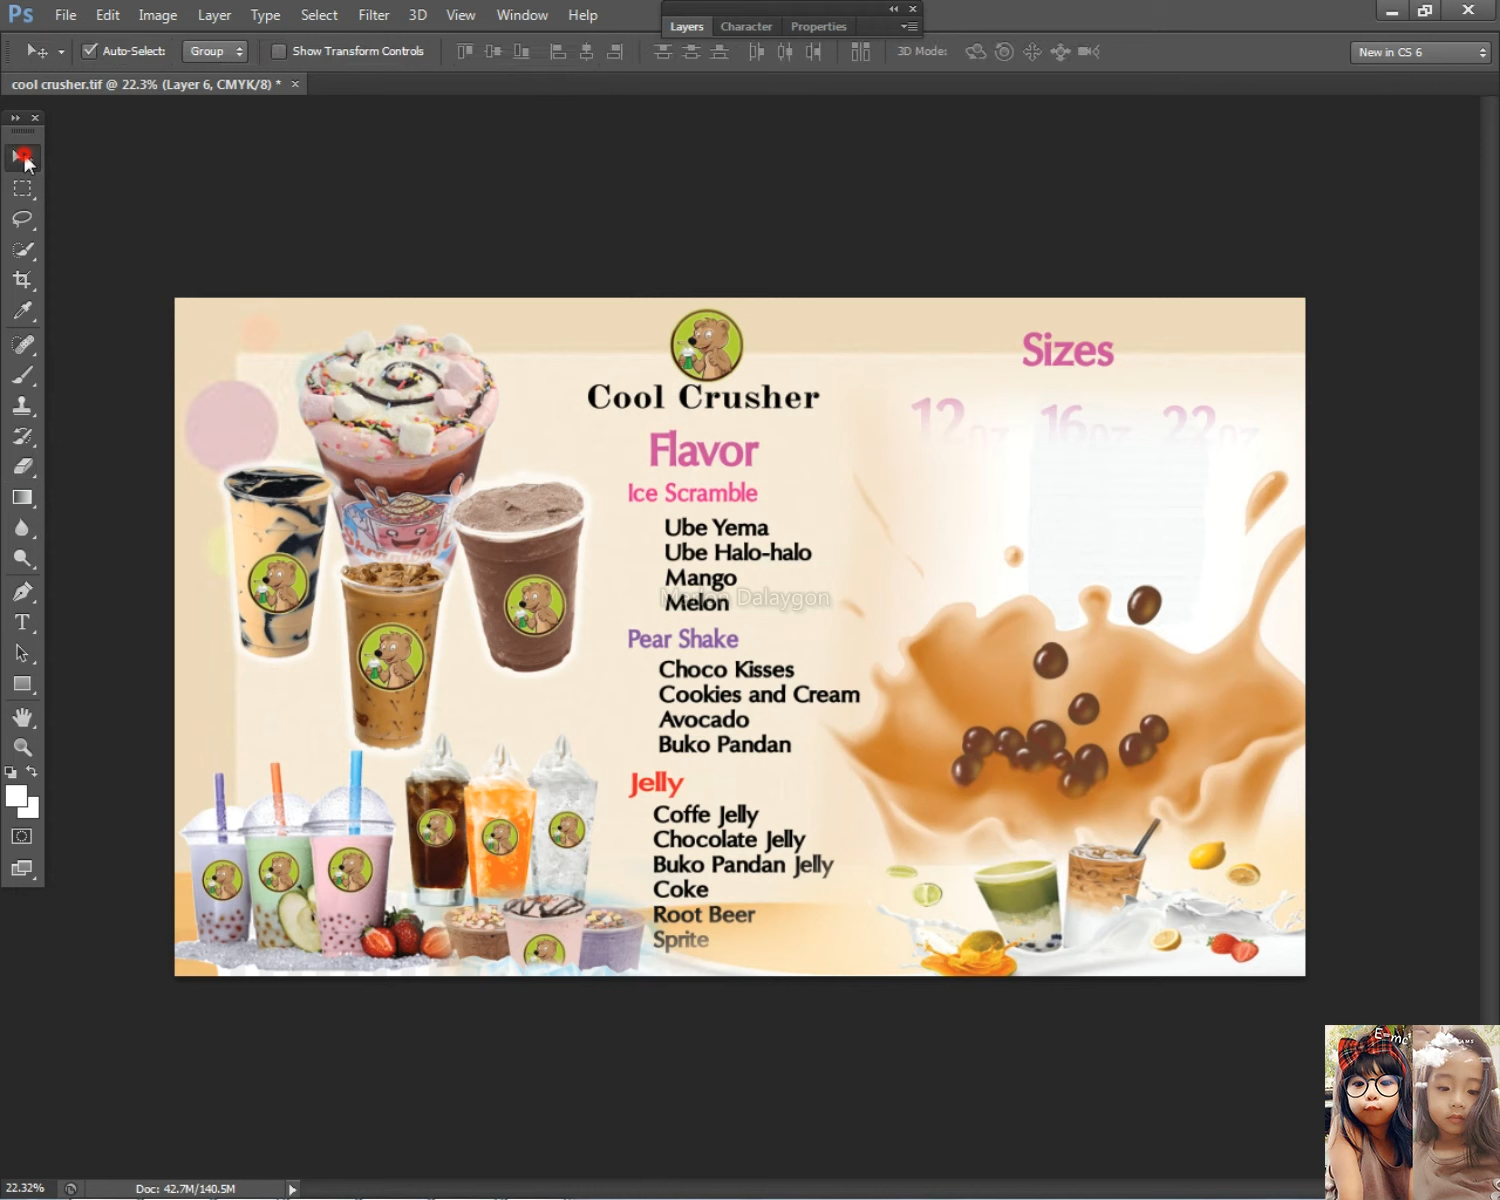 Ps File Edit Image Layer Type Select Filter 3D View Window Help
Layers Character Properties
Auto-Select: Group Show Transform Controls 3D Mode: New in CS 6
cool crusher.tif @ 22.3% (Layer 6, CMYK/8) * ×
Cool Crusher
Flavor
Ice Scramble
Ube Yema
Ube Halo-halo
Mango
Melon
Dalaygon
Pear Shake
Choco Kisses
Cookies and Cream
Avocado
Buko Pandan
Jelly
Coffe Jelly
Chocolate Jelly
Buko Pandan Jelly
Coke
Root Beer
Sprite
Sizes
12oz 16oz 22oz
E=mc²
22.32% Doc: 42.7M/140.5M